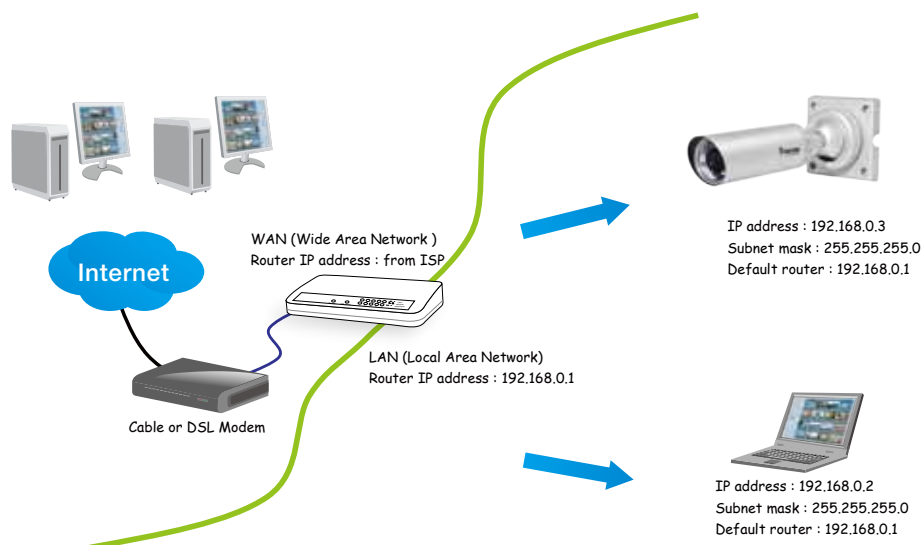 WAN (Wide Area Network )
Router IP address : from ISP
Internet
LAN (Local Area Network)
Router IP address : 192.168.0.1
Cable or DSL Modem
IP address : 192.168.0.3
Subnet mask : 255.255.255.0
Default router : 192.168.0.1
IP address : 192.168.0.2
Subnet mask : 255.255.255.0
Default router : 192.168.0.1